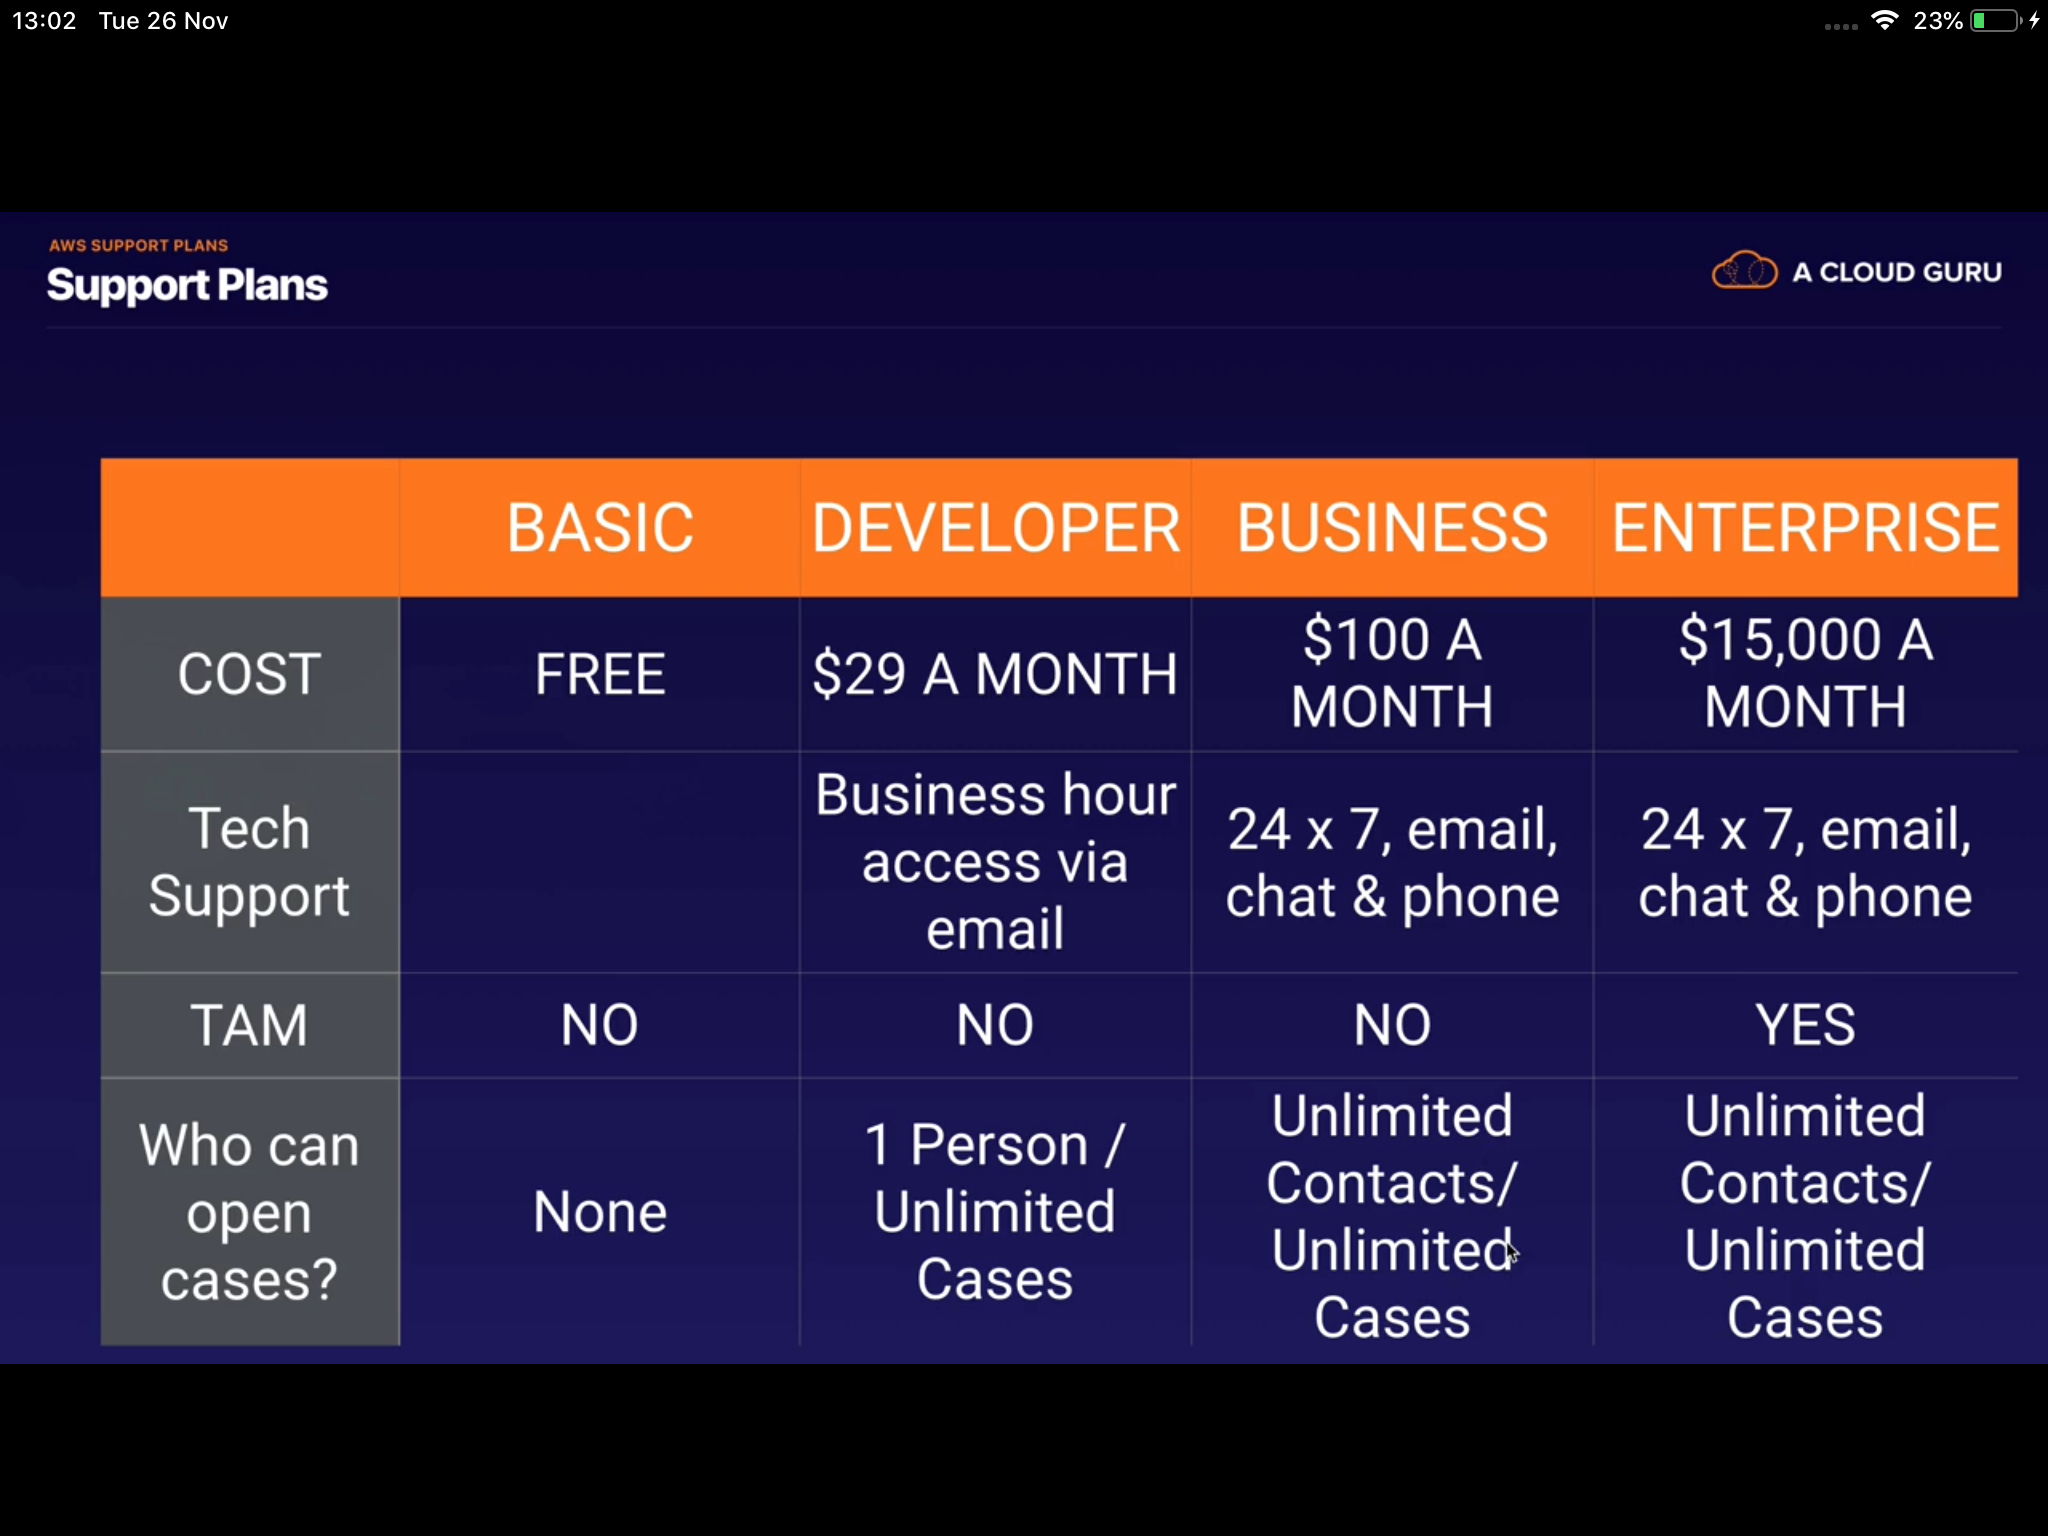 13:02 Tue 26 Nov
23%
AWS SUPPORT PLANS
Support Plans
A CLOUD GURU
BASIC DEVELOPER BUSINESS ENTERPRISE
COST
FREE
$29 A MONTH
$100 A
MONTH
$15,000 A
MONTH
Tech
Support
Business hour
access via
email
24 x 7, email,
chat & phone
24 x 7, email,
chat & phone
TAM
NO
NO
NO
YES
Who can
open
cases?
None
1 Person /
Unlimited
Cases
Unlimited
Contacts/
Unlimited
Cases
Unlimited
Contacts/
Unlimited
Cases